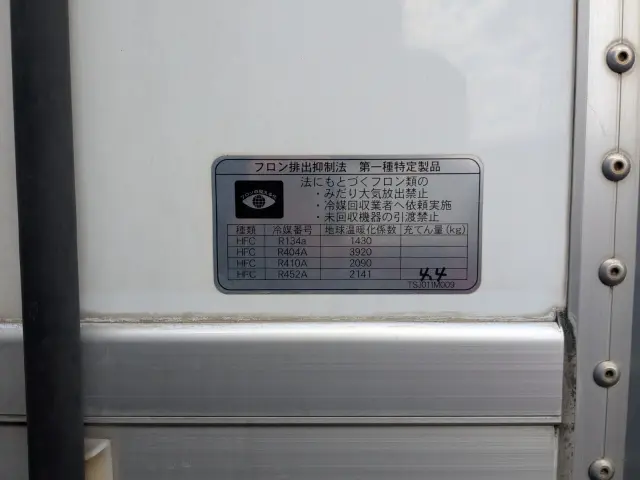 フロン排出抑制法 第一種特定製品
法にもとづくフロン類の
・みだり大気放出禁止
・冷媒回収業者へ依頼実施
・未回収機器の引渡禁止
種類 冷媒番号 地球温暖化係数 充てん量(kg)
HFC R134a 1430
HFC R404A 3920
HFC R410A 2090
HFC R452A 2141 4.4
TSJ011M009